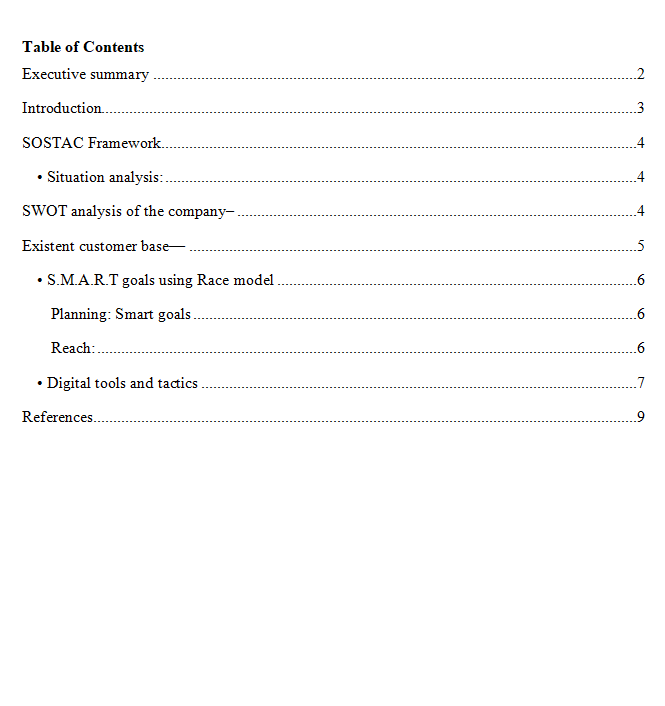 Table of Contents
Executive summary ..........2
Introduction..........3
SOSTAC Framework..........4
• Situation analysis:..........4
SWOT analysis of the company– ..........4
Existent customer base— ..........5
• S.M.A.R.T goals using Race model ..........6
Planning: Smart goals ..........6
Reach: ..........6
• Digital tools and tactics ..........7
References..........9